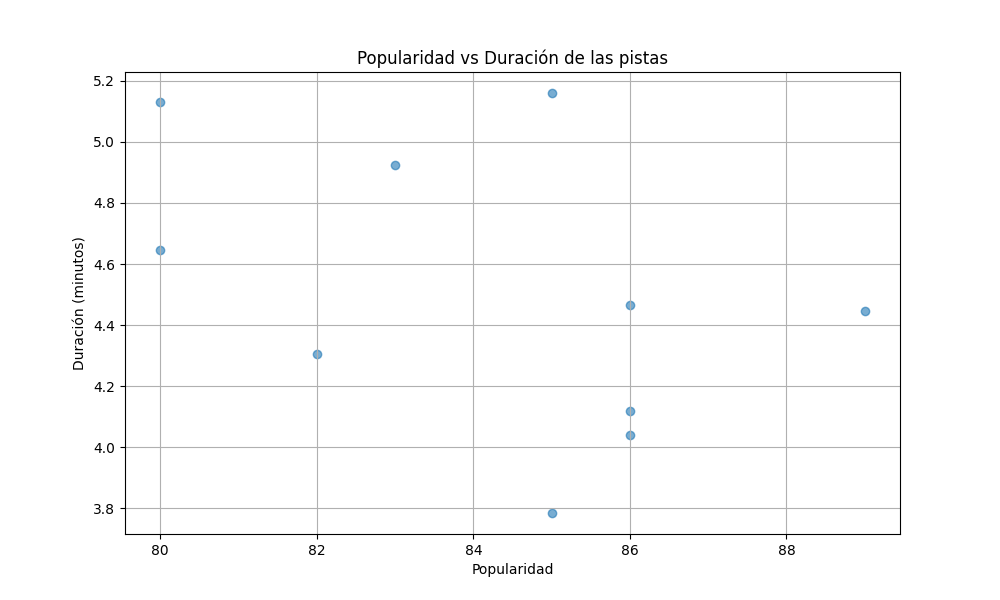 Popularidad vs Duración de las pistas
5.2
5.0
4.8
4.6
4.4
4.2
4.0
3.8
Duración (minutos)
80 82 84 86 88
Popularidad